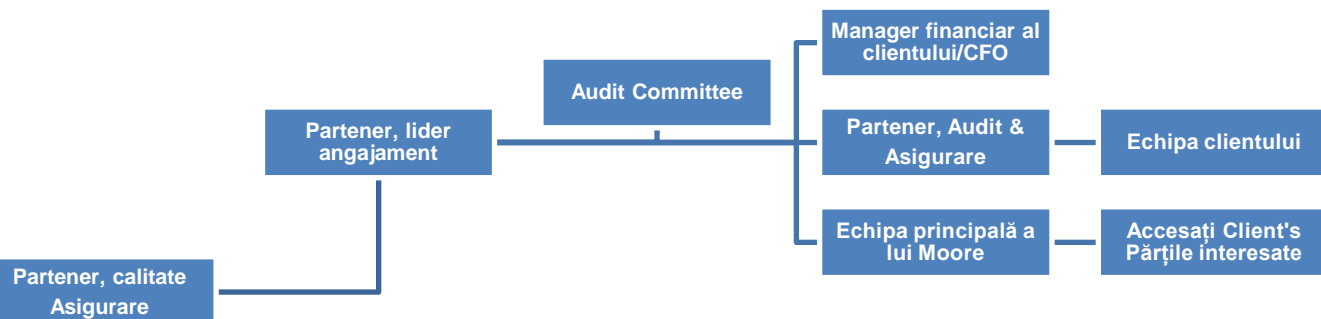 Manager financiar al
clientului/CFO
Audit Committee
Partener, lider
angajament
Partener, Audit &
Asigurare
Echipa clientului
Echipa principală a
lui Moore
Accesați Client's
Părțile interesate
Partener, calitate
Asigurare